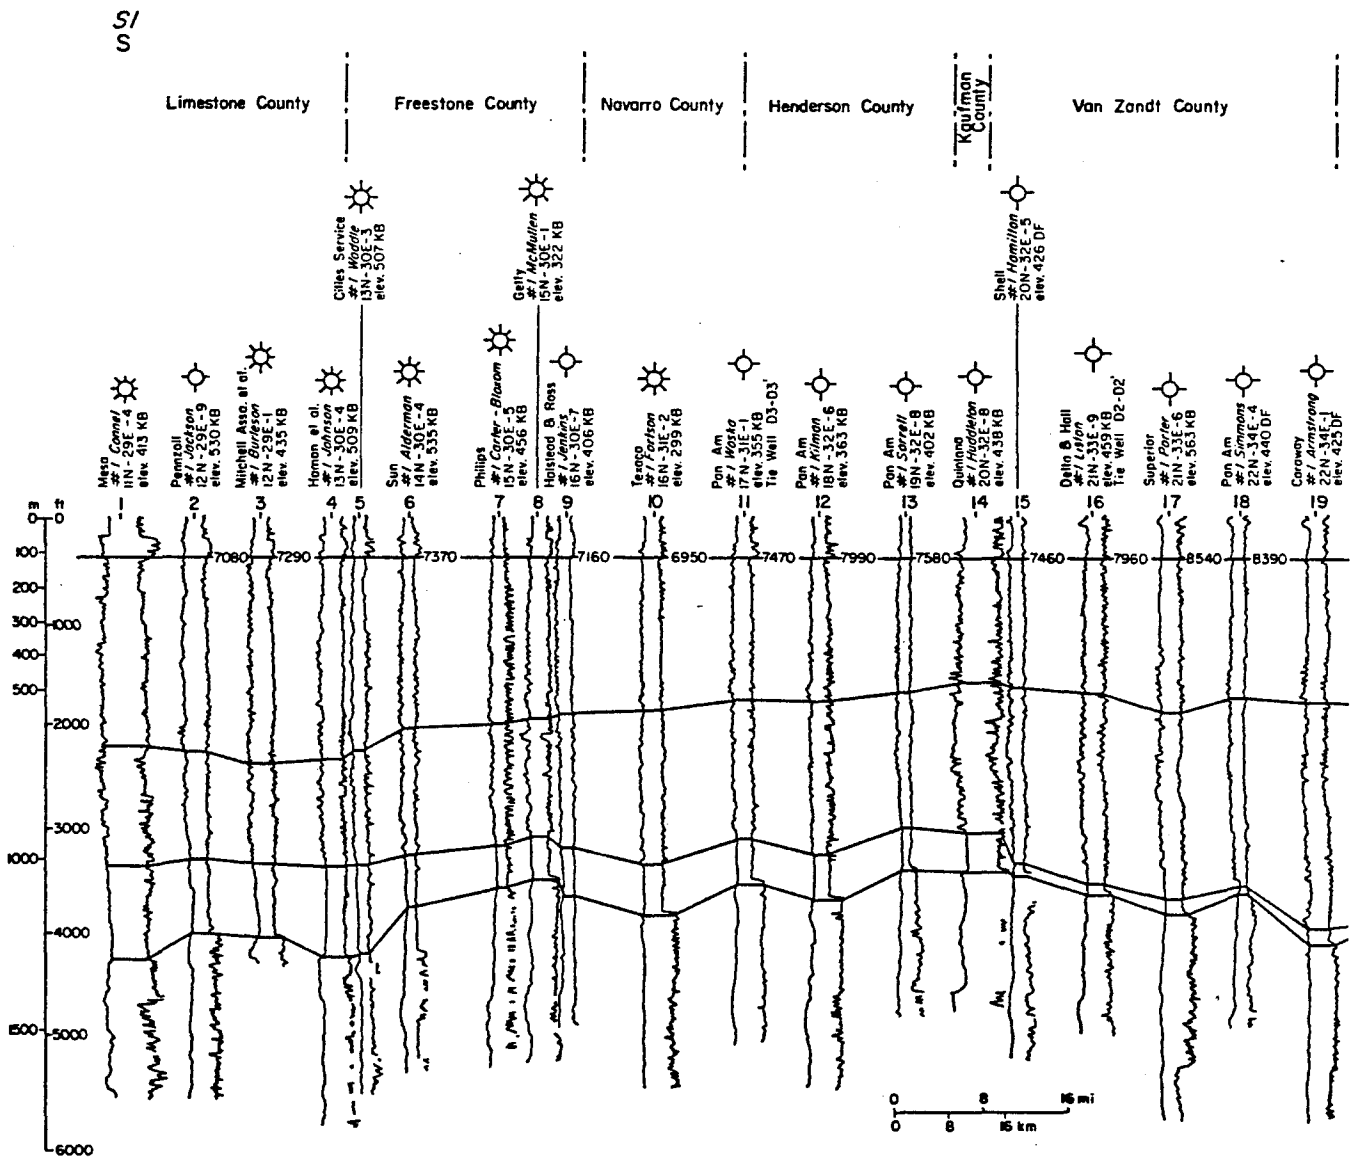 S1
S
Limestone County
Freestone County
Navarro County
Henderson County
Kaufman County
Van Zandt County
Cities Service
#1 Waddle
13N-30E-3
elev. 507 KB
Getty
#1 McMullen
15N-30E-1
elev. 322 KB
Shell
#1 Hamilton
20N-32E-5
elev. 426 DF
Mesa
#1 Connel
11N-29E-4
elev. 413 KB
Pennzoil
#1 Jackson
12N-29E-9
elev. 530 KB
Mitchell Asso. et al.
#1 Burleson
12N-29E-1
elev. 435 KB
Haman et al.
#1 Johnson
13N-30E-4
elev. 509 KB
Sun
#1 Alderman
14N-30E-4
elev. 535 KB
Philips
#1 Carter-Bloxom
15N-30E-5
elev. 456 KB
Halstead & Ross
#1 Jenkins
16N-30E-7
elev. 406 KB
Texaco
#1 Forison
16N-31E-2
elev. 299 KB
Pan Am
#1 Waska
17N-31E-1
elev. 355 KB
Tie Well D3-D3'
Pan Am
#1 Kilman
18N-32E-6
elev. 363 KB
Pan Am
#1 Sarrell
19N-32E-8
elev. 402 KB
Quinlana
#1 Huddleton
20N-32E-8
elev. 438 KB
Delta & Hall
#1 Liston
21N-33E-9
elev. 459 KB
Tie Well D2-D2'
Superior
#1 Porter
21N-33E-6
elev. 563 KB
Pan Am
#1 Simmons
22N-34E-4
elev. 440 DF
Caraway
#1 Armstrong
22N-34E-1
elev. 425 DF
m ft
1 2 3 4 5 6 7 8 9 10 11 12 13 14 15 16 17 18 19
0 0
100
7080 7290 7370 7160 6950 7470 7990 7580 7460 7960 8540 8390
200
300 1000
400
500
2000
3000
1000
4000
1500 5000
6000
0 8 16 mi
0 8 16 km